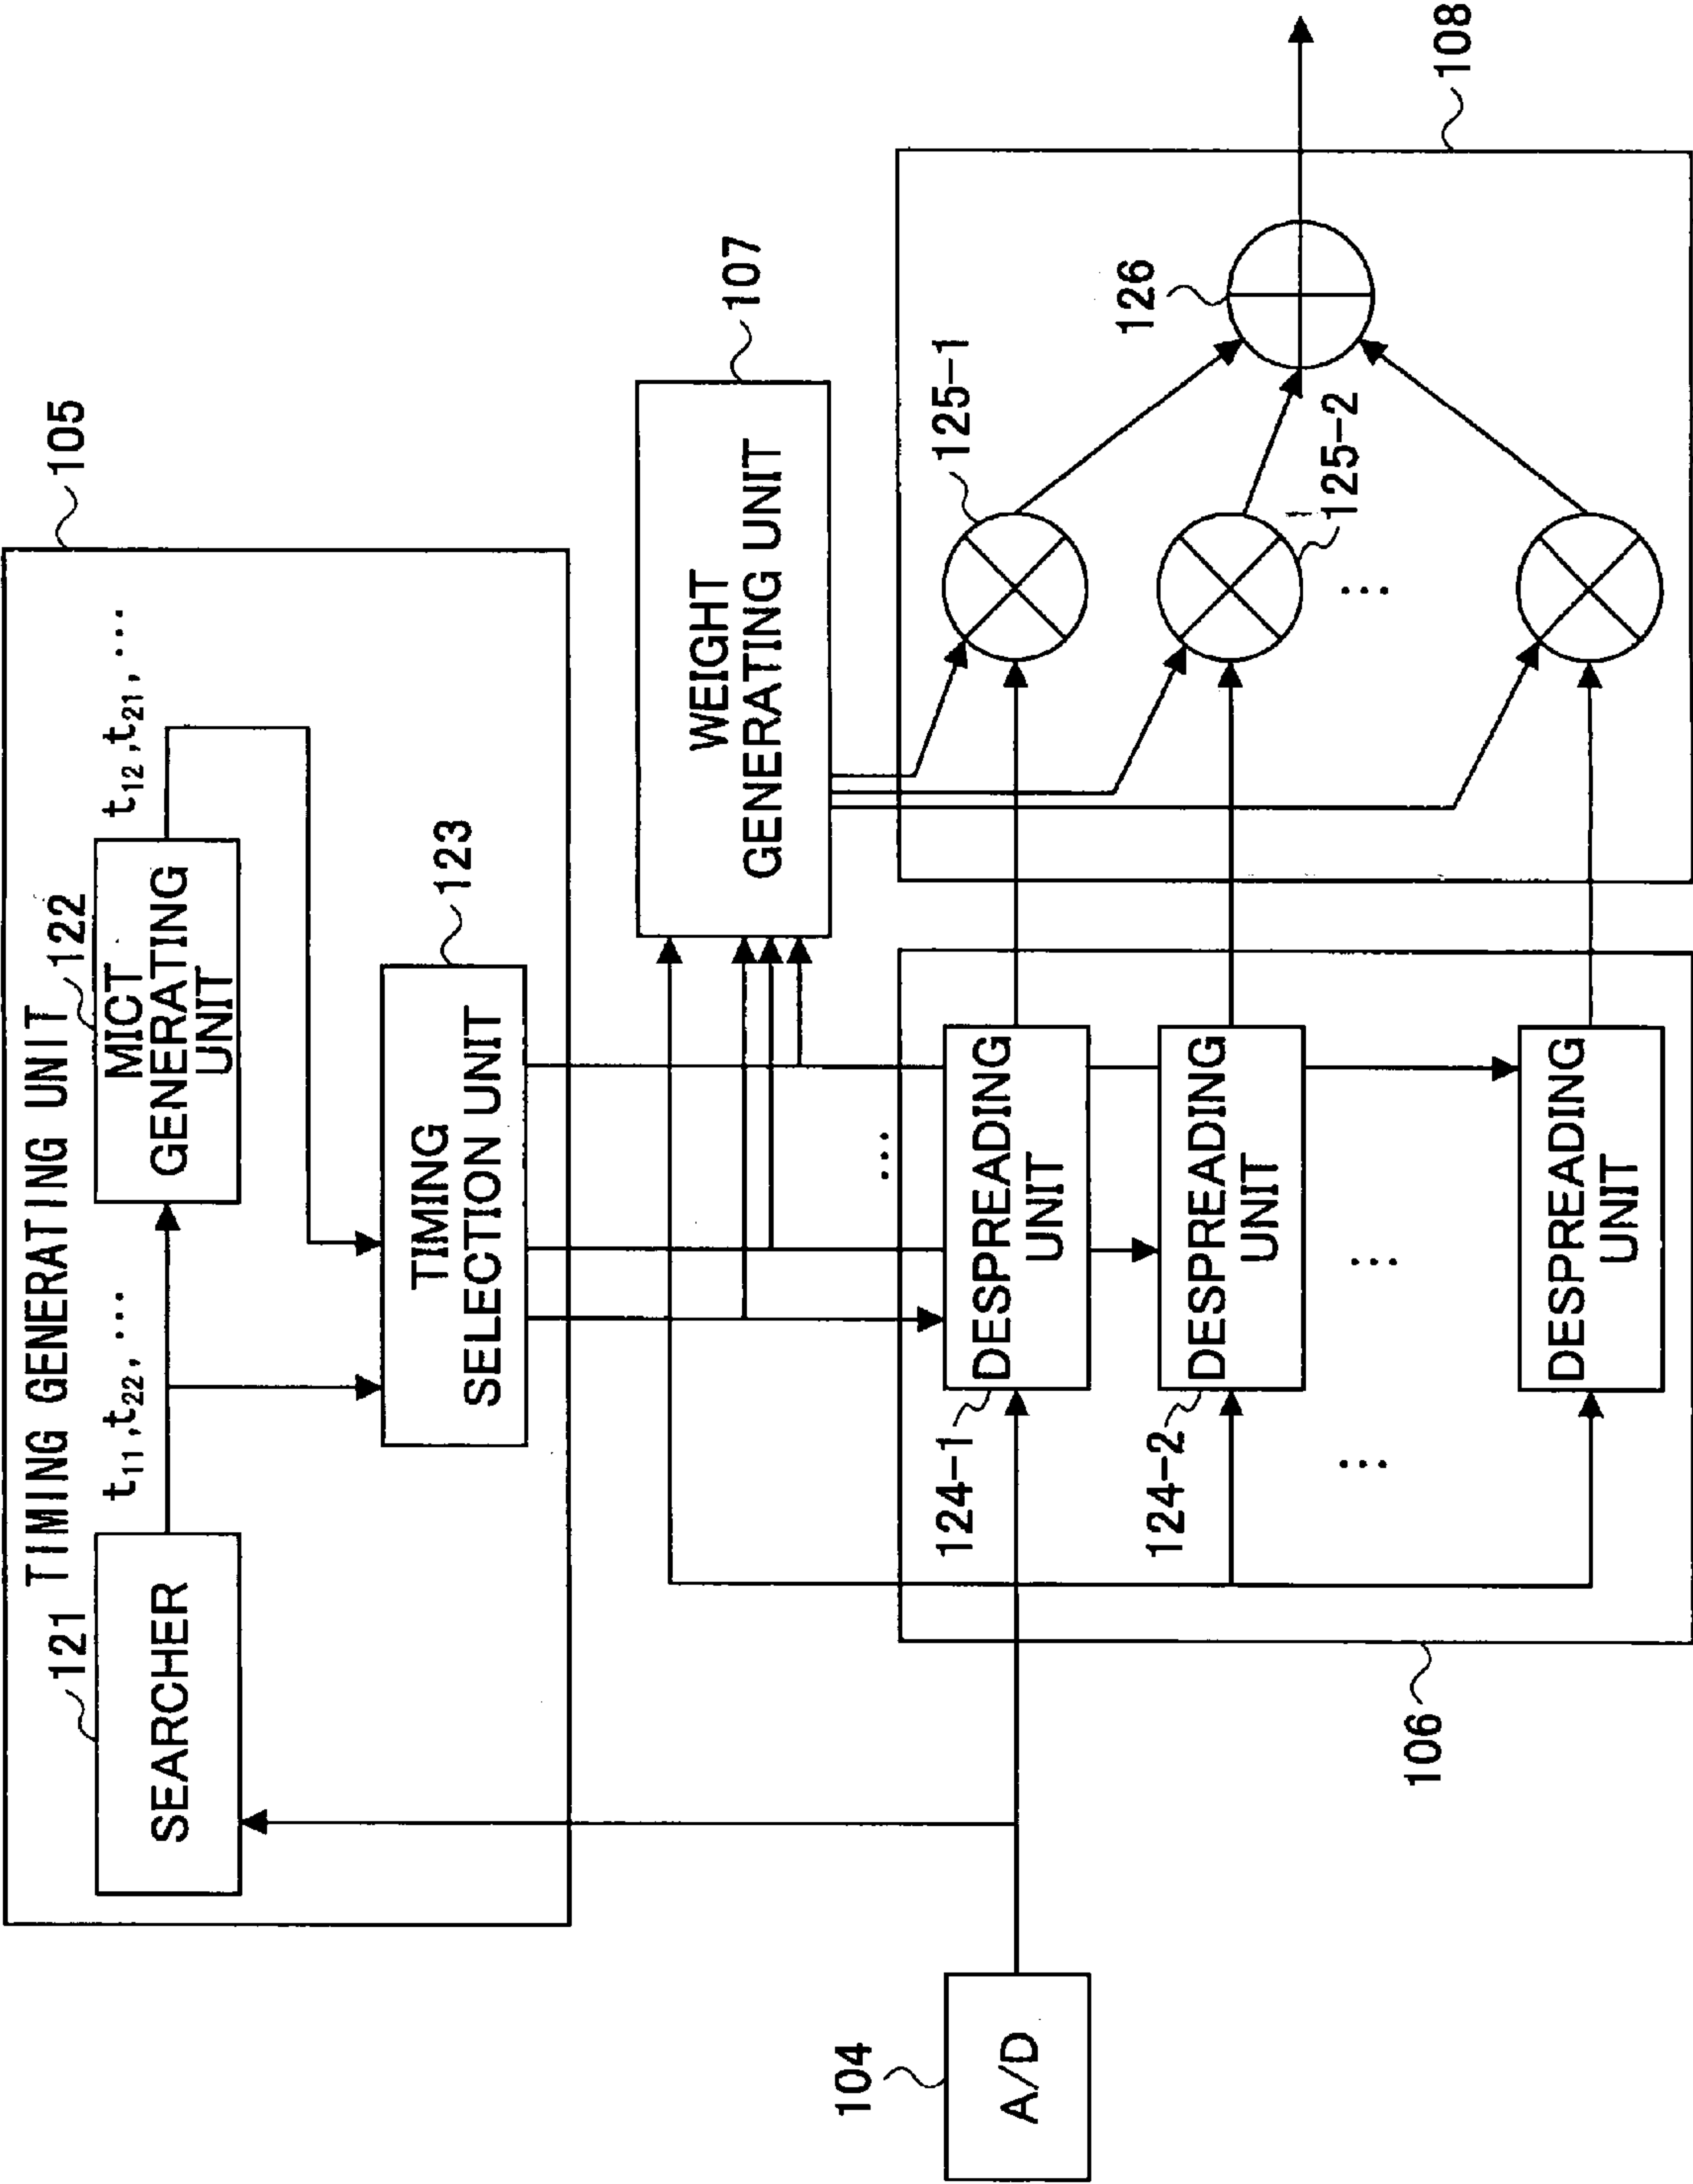 105
TIMING GENERATING UNIT
121
SEARCHER
t11,t22,...
122
MICT
GENERATING
UNIT
t12,t21,...
123
TIMING
SELECTION UNIT
107
WEIGHT
GENERATING UNIT
104
A/D
106
124-1
DESPREADING
UNIT
124-2
DESPREADING
UNIT
...
...
...
DESPREADING
UNIT
108
125-1
125-2
...
126